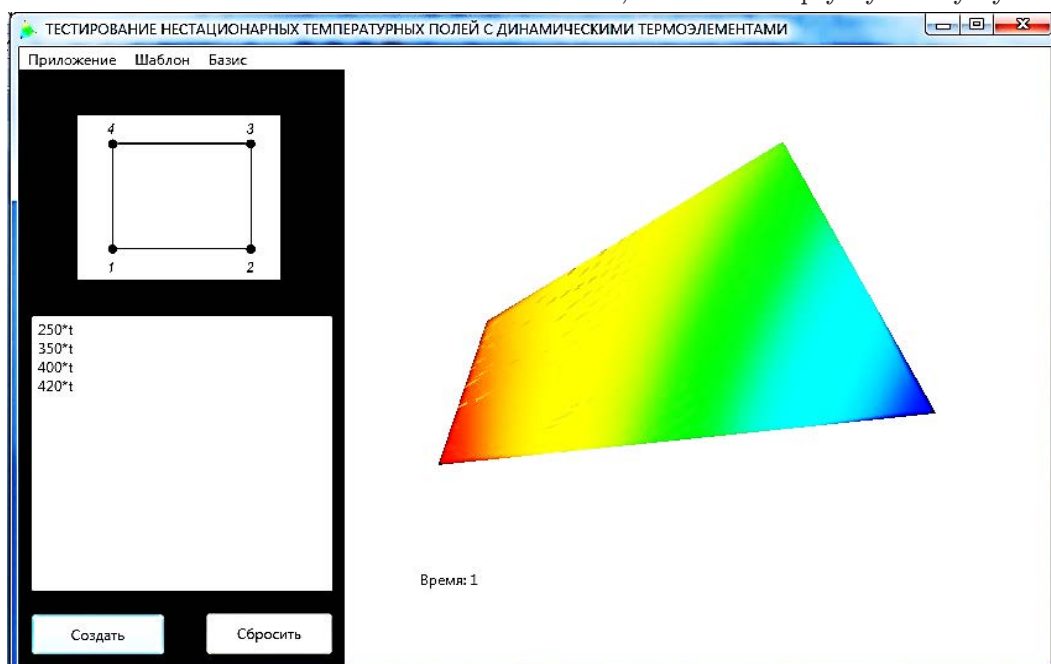 ТЕСТИРОВАНИЕ НЕСТАЦИОНАРНЫХ ТЕМПЕРАТУРНЫХ ПОЛЕЙ С ДИНАМИЧЕСКИМИ ТЕРМОЭЛЕМЕНТАМИ
Приложение Шаблон Базис
4 3
1 2
250*t
350*t
400*t
420*t
Время: 1
Создать Сбросить